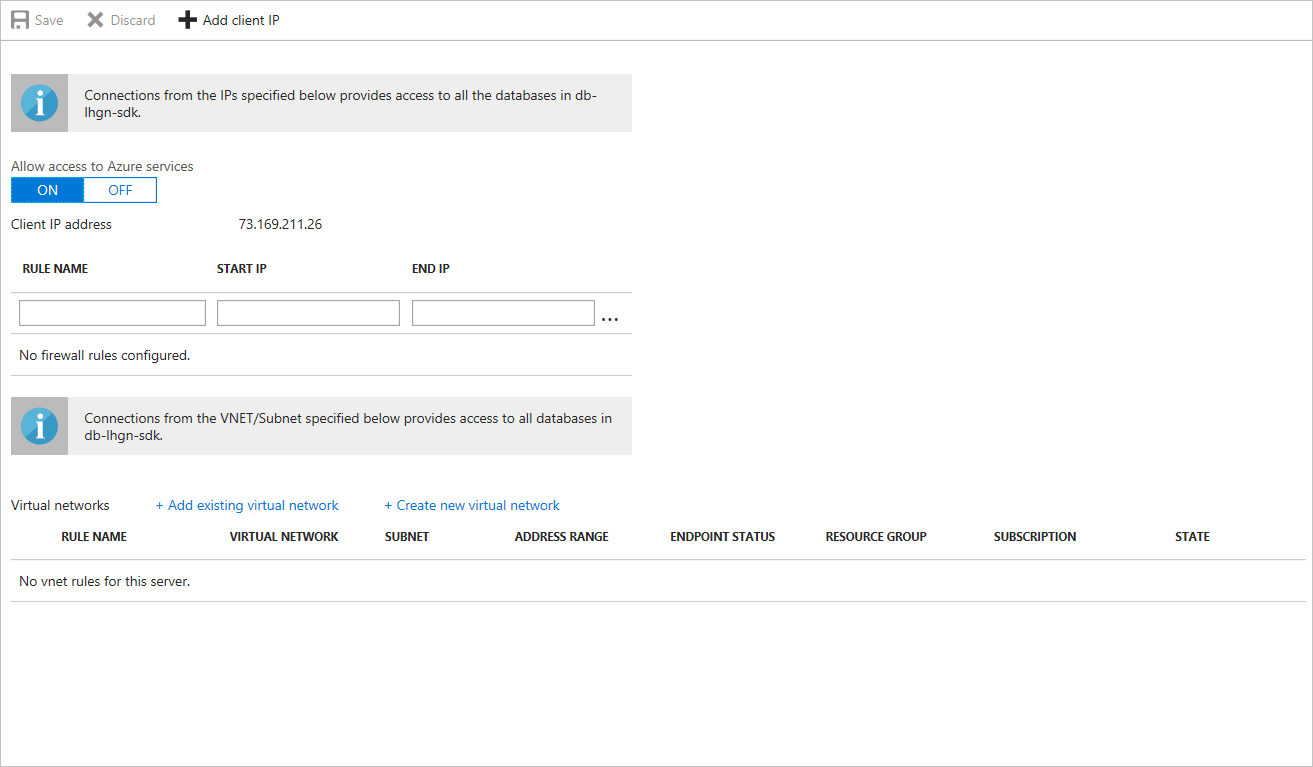 Save Discard Add client IP
Connections from the IPs specified below provides access to all the databases in db-
lhgn-sdk.
Allow access to Azure services
ON OFF
Client IP address 73.169.211.26
RULE NAME START IP END IP
...
No firewall rules configured.
Connections from the VNET/Subnet specified below provides access to all databases in
db-lhgn-sdk.
Virtual networks + Add existing virtual network + Create new virtual network
RULE NAME VIRTUAL NETWORK SUBNET ADDRESS RANGE ENDPOINT STATUS RESOURCE GROUP SUBSCRIPTION STATE
No vnet rules for this server.